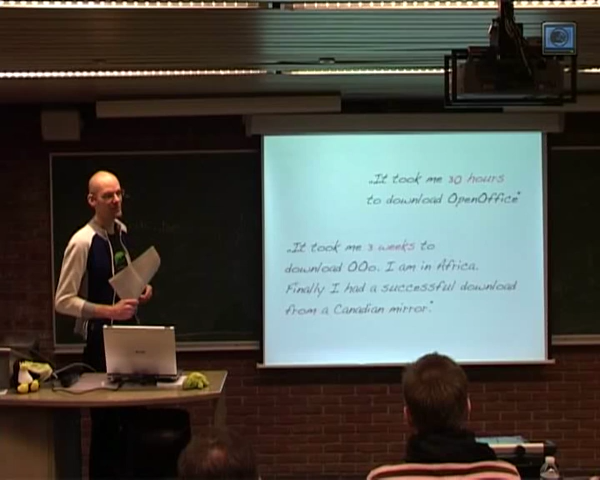 „It took me 30 hours
to download OpenOffice“
„It took me 3 weeks to
download OOo. I am in Africa.
Finally I had a successful download
from a Canadian mirror.“